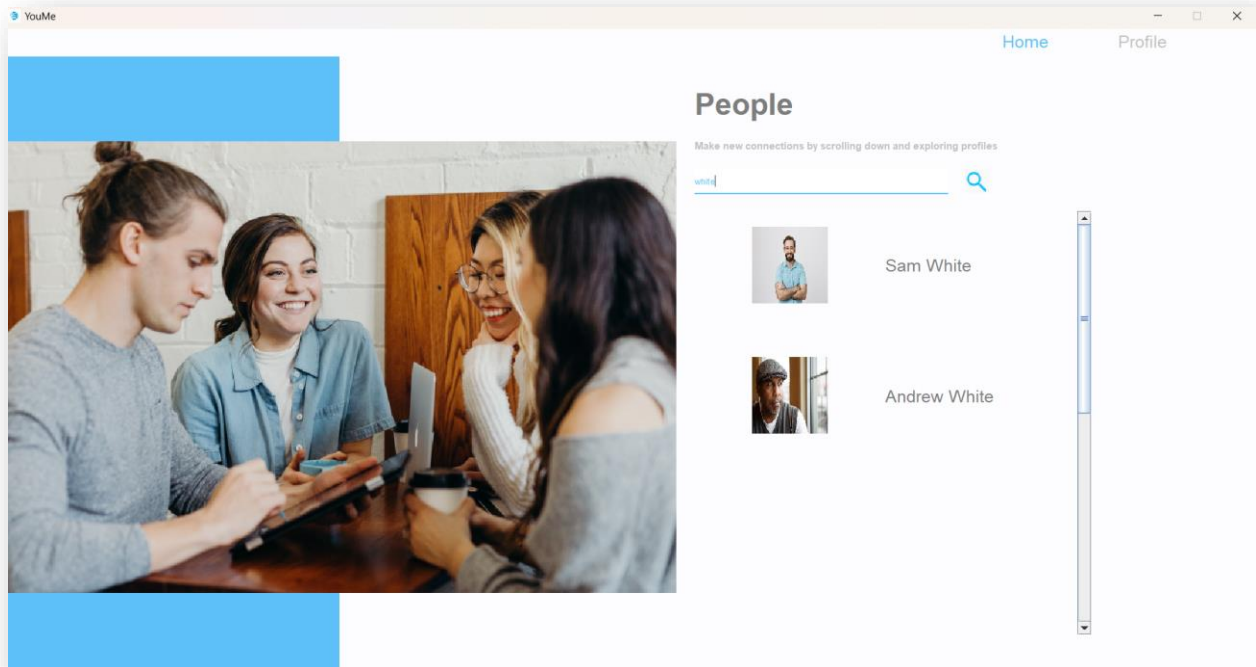 YouMe
Home Profile
People
Make new connections by scrolling down and exploring profiles
white
Sam White
Andrew White